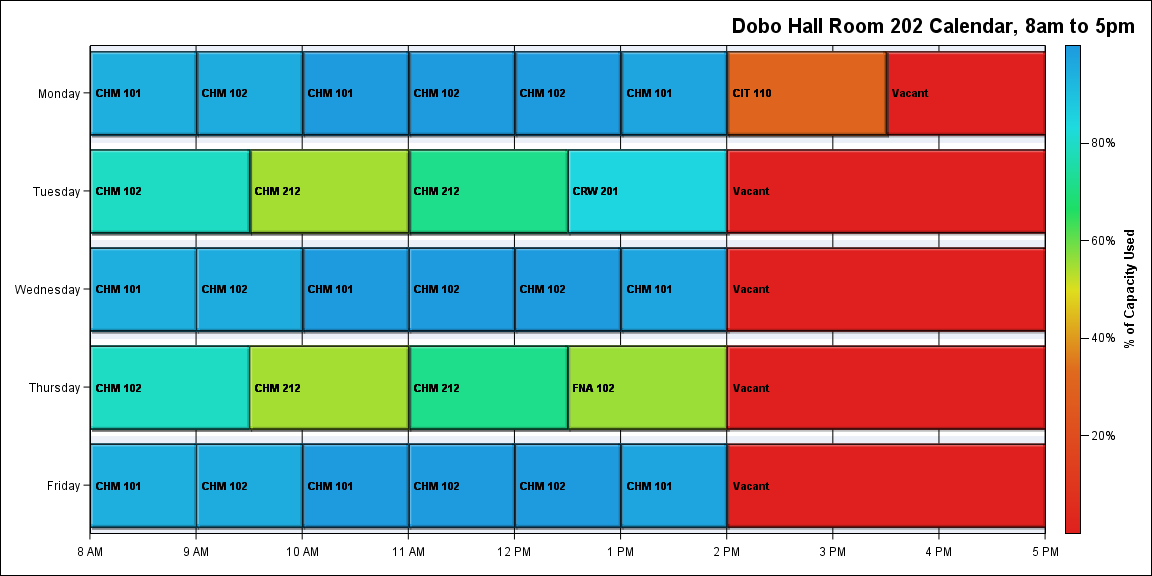 Dobo Hall Room 202 Calendar, 8am to 5pm
Monday
CHM 101
CHM 102
CHM 101
CHM 102
CHM 102
CHM 101
CIT 110
Vacant
Tuesday
CHM 102
CHM 212
CHM 212
CRW 201
Vacant
Wednesday
CHM 101
CHM 102
CHM 101
CHM 102
CHM 102
CHM 101
Vacant
Thursday
CHM 102
CHM 212
CHM 212
FNA 102
Vacant
Friday
CHM 101
CHM 102
CHM 101
CHM 102
CHM 102
CHM 101
Vacant
8 AM
9 AM
10 AM
11 AM
12 PM
1 PM
2 PM
3 PM
4 PM
5 PM
80%
60%
40%
20%
% of Capacity Used